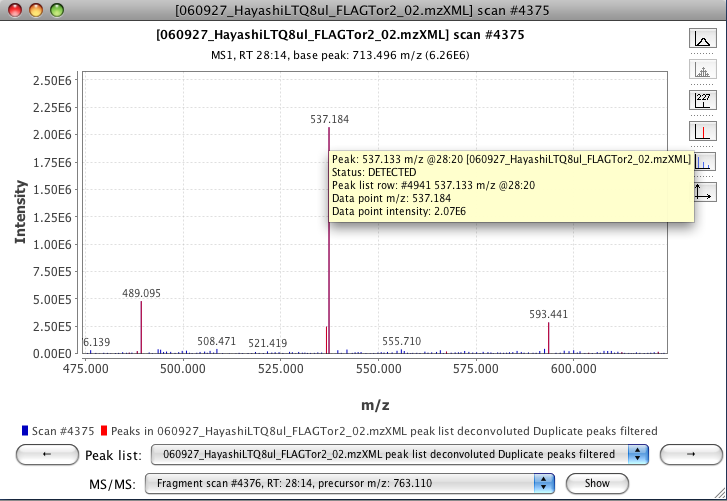 [060927_HayashiLTQ8ul_FLAGTor2_02.mzXML] scan #4375
[060927_HayashiLTQ8ul_FLAGTor2_02.mzXML] scan #4375
MS1, RT 28:14, base peak: 713.496 m/z (6.26E6)
2.50E6
2.25E6
2.00E6
1.75E6
1.50E6
1.25E6
1.00E6
7.50E5
5.00E5
2.50E5
0.00E0
Intensity
537.184
489.095
593.441
6.139
508.471
521.419
555.710
Peak: 537.133 m/z @28:20 [060927_HayashiLTQ8ul_FLAGTor2_02.mzXML]
Status: DETECTED
Peak list row: #4941 537.133 m/z @28:20
Data point m/z: 537.184
Data point intensity: 2.07E6
227
475.000 500.000 525.000 550.000 575.000 600.000
m/z
Scan #4375 Peaks in 060927_HayashiLTQ8ul_FLAGTor2_02.mzXML peak list deconvoluted Duplicate peaks filtered
Peak list: 060927_HayashiLTQ8ul_FLAGTor2_02.mzXML peak list deconvoluted Duplicate peaks filtered
MS/MS: Fragment scan #4376, RT: 28:14, precursor m/z: 763.110 Show